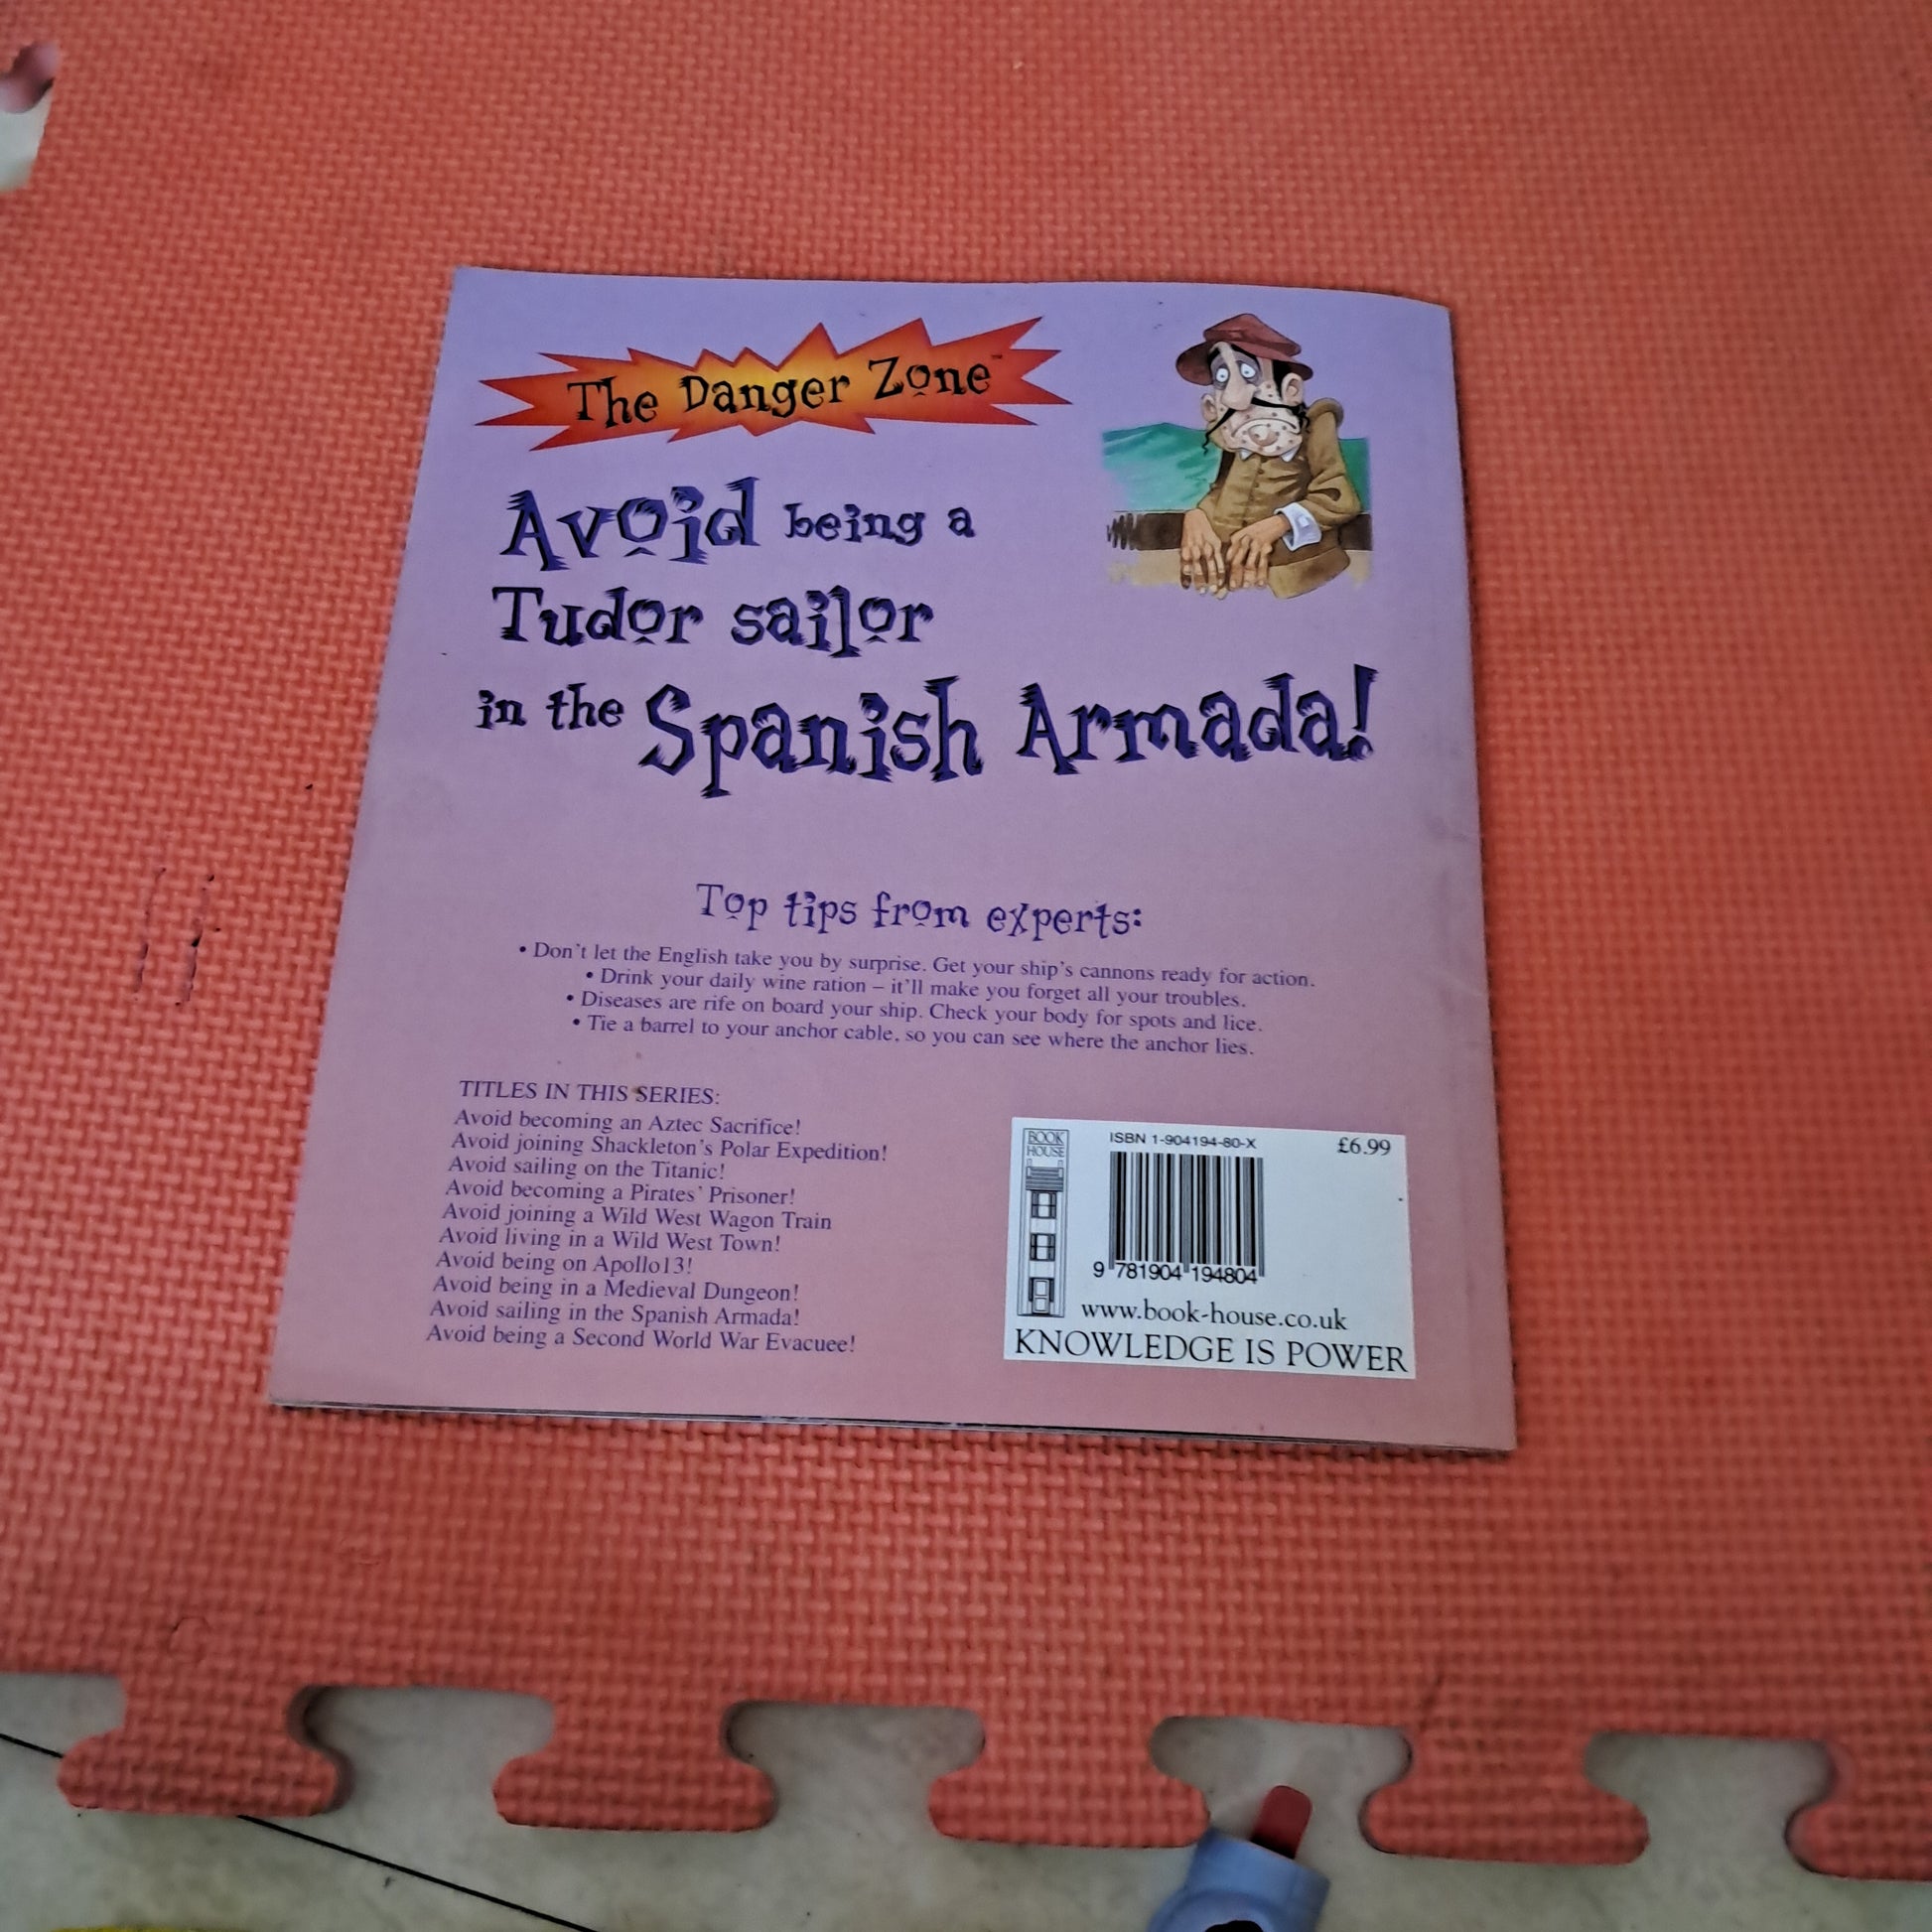 The Danger Zone™
Avoid being a
Tudor sailor
in the Spanish Armada!
Top tips from experts:
• Don't let the English take you by surprise. Get your ship's cannons ready for action.
• Drink your daily wine ration – it'll make you forget all your troubles.
• Diseases are rife on board your ship. Check your body for spots and lice.
• Tie a barrel to your anchor cable, so you can see where the anchor lies.
TITLES IN THIS SERIES:
Avoid becoming an Aztec Sacrifice!
Avoid joining Shackleton's Polar Expedition!
Avoid sailing on the Titanic!
Avoid becoming a Pirates' Prisoner!
Avoid joining a Wild West Wagon Train
Avoid living in a Wild West Town!
Avoid being on Apollo13!
Avoid being in a Medieval Dungeon!
Avoid sailing in the Spanish Armada!
Avoid being a Second World War Evacuee!
BOOK
HOUSE
ISBN 1-904194-80-X
£6.99
9 781904 194804
www.book-house.co.uk
KNOWLEDGE IS POWER